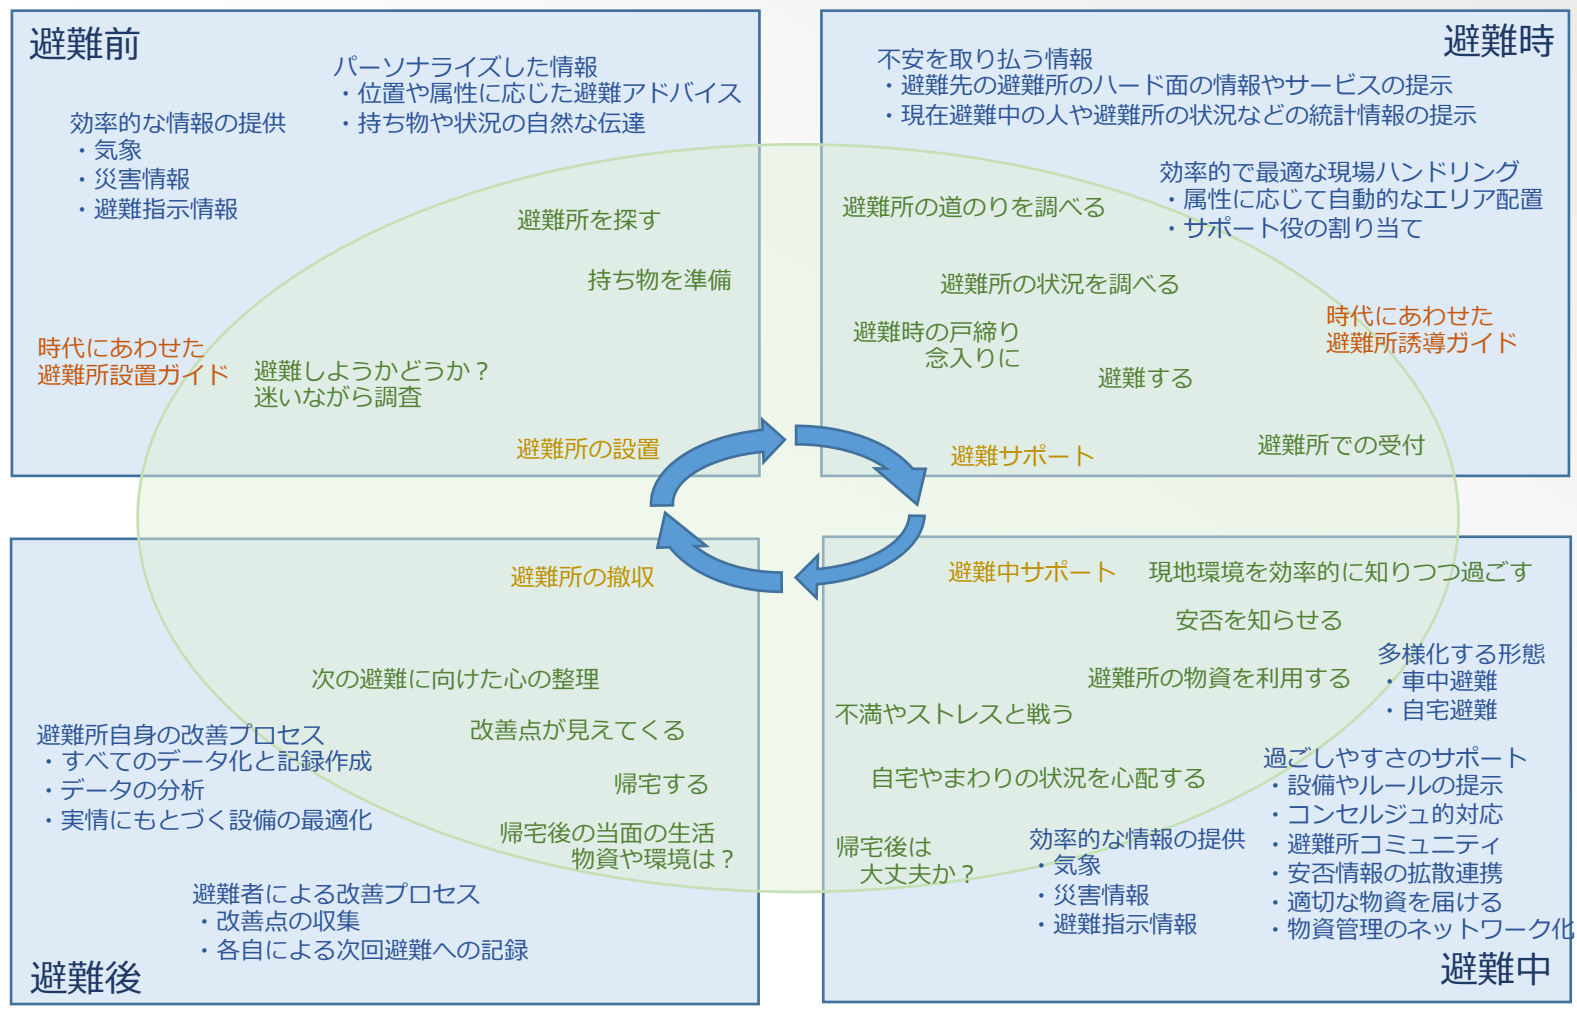 避難前
パーソナライズした情報
・位置や属性に応じた避難アドバイス
・持ち物や状況の自然な伝達
効率的な情報の提供
・気象
・災害情報
・避難指示情報
避難所を探す
持ち物を準備
時代にあわせた
避難所設置ガイド
避難しようかどうか？
迷いながら調査
避難所の設置
避難時
不安を取り払う情報
・避難先の避難所のハード面の情報やサービスの提示
・現在避難中の人や避難所の状況などの統計情報の提示
効率的で最適な現場ハンドリング
・属性に応じて自動的なエリア配置
・サポート役の割り当て
避難所の道のりを調べる
避難所の状況を調べる
避難時の戸締り
念入りに
時代にあわせた
避難所誘導ガイド
避難する
避難所での受付
避難サポート
避難所の撤収
次の避難に向けた心の整理
改善点が見えてくる
避難所自身の改善プロセス
・すべてのデータ化と記録作成
・データの分析
・実情にもとづく設備の最適化
帰宅する
帰宅後の当面の生活
物資や環境は？
避難者による改善プロセス
・改善点の収集
・各自による次回避難への記録
避難後
避難中サポート
現地環境を効率的に知りつつ過ごす
安否を知らせる
多様化する形態
・車中避難
・自宅避難
避難所の物資を利用する
不満やストレスと戦う
自宅やまわりの状況を心配する
過ごしやすさのサポート
・設備やルールの提示
・コンセルジュ的対応
・避難所コミュニティ
・安否情報の拡散連携
・適切な物資を届ける
・物資管理のネットワーク化
帰宅後は
大丈夫か？
効率的な情報の提供
・気象
・災害情報
・避難指示情報
避難中